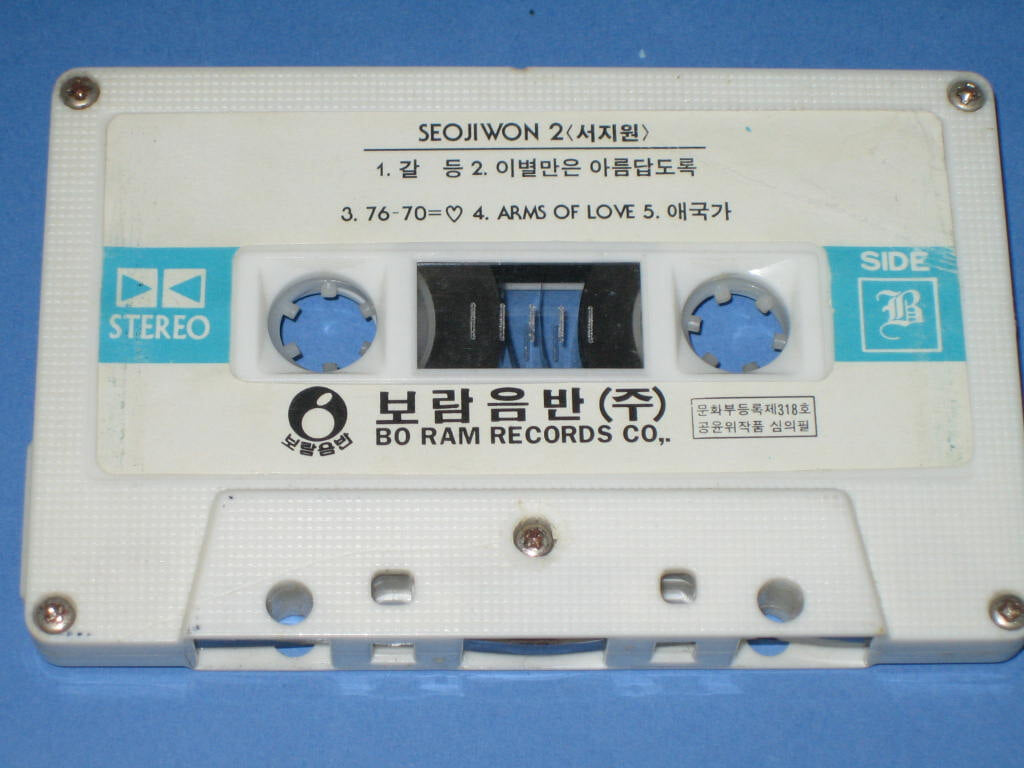 SEOJIWON 2〈서지원〉
1. 갈 등 2. 이별만은 아름답도록
3. 76-70=♡ 4. ARMS OF LOVE 5. 애국가
STEREO
SIDE
B
보람음반
보람음반(주)
BO RAM RECORDS CO,.
문화부등록제318호
공윤위작품 심의필